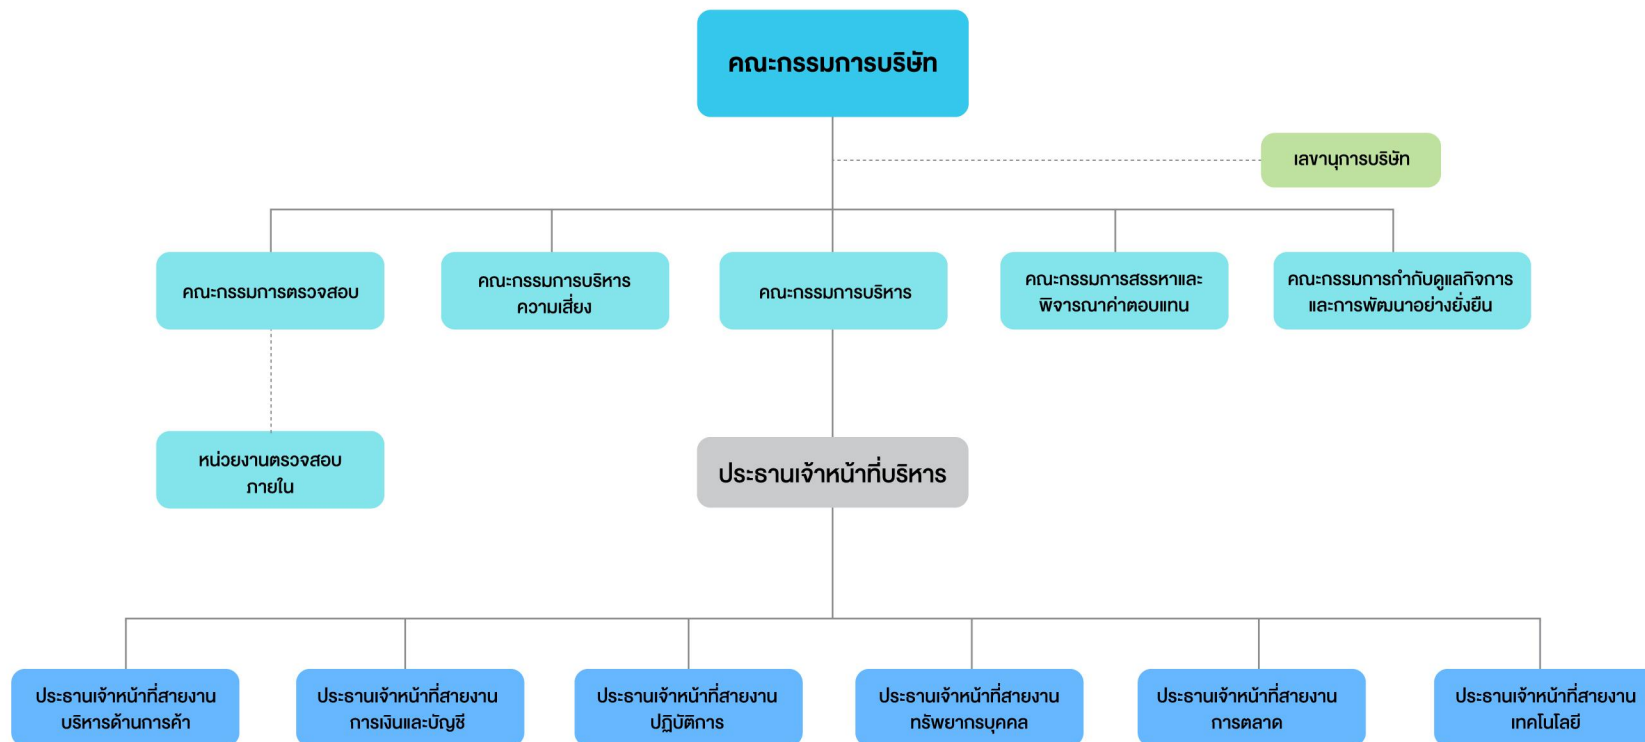 คณะกรรมการบริษัท
เลขานุการบริษัท
คณะกรรมการตรวจสอบ
คณะกรรมการบริหาร
ความเสี่ยง
คณะกรรมการบริหาร
คณะกรรมการสรรหาและ
พิจารณาค่าตอบแทน
คณะกรรมการกำกับดูแลกิจการ
และการพัฒนาอย่างยั่งยืน
หน่วยงานตรวจสอบ
ภายใน
ประธานเจ้าหน้าที่บริหาร
ประธานเจ้าหน้าที่สายงาน
บริหารด้านการค้า
ประธานเจ้าหน้าที่สายงาน
การเงินและบัญชี
ประธานเจ้าหน้าที่สายงาน
ปฏิบัติการ
ประธานเจ้าหน้าที่สายงาน
ทรัพยากรบุคคล
ประธานเจ้าหน้าที่สายงาน
การตลาด
ประธานเจ้าหน้าที่สายงาน
เทคโนโลยี